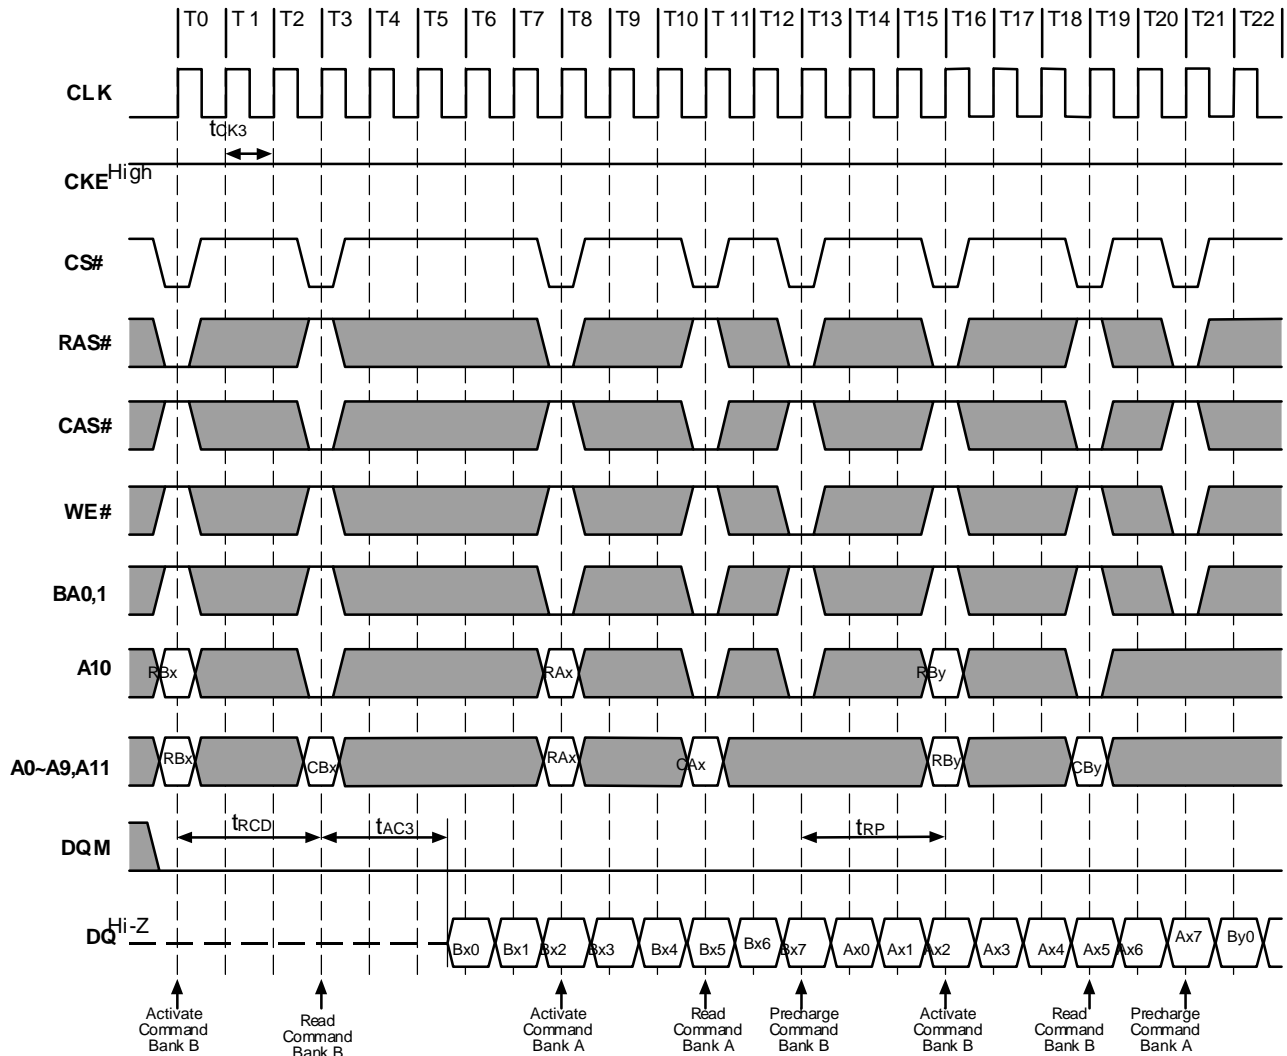 T0 T 1 T2 T3 T4 T5 T6 T7 T8 T9 T10 T 11 T12 T13 T14 T15 T16 T17 T18 T19 T20 T21 T22
CLK
tCK3
High
CKE
CS#
RAS#
CAS#
WE#
BA0,1
A10 RBx RAx RBy
A0~A9,A11 RBx CBx RAx CAx RBy CBy
tRCD tAC3 tRP
DQM
Hi-Z
DQ Bx0 Bx1 Bx2 Bx3 Bx4 Bx5 Bx6 Bx7 Ax0 Ax1 Ax2 Ax3 Ax4 Ax5 Ax6 Ax7 By0
Activate Command Bank B
Read Command Bank B
Activate Command Bank A
Read Command Bank A
Precharge Command Bank B
Activate Command Bank B
Read Command Bank B
Precharge Command Bank A